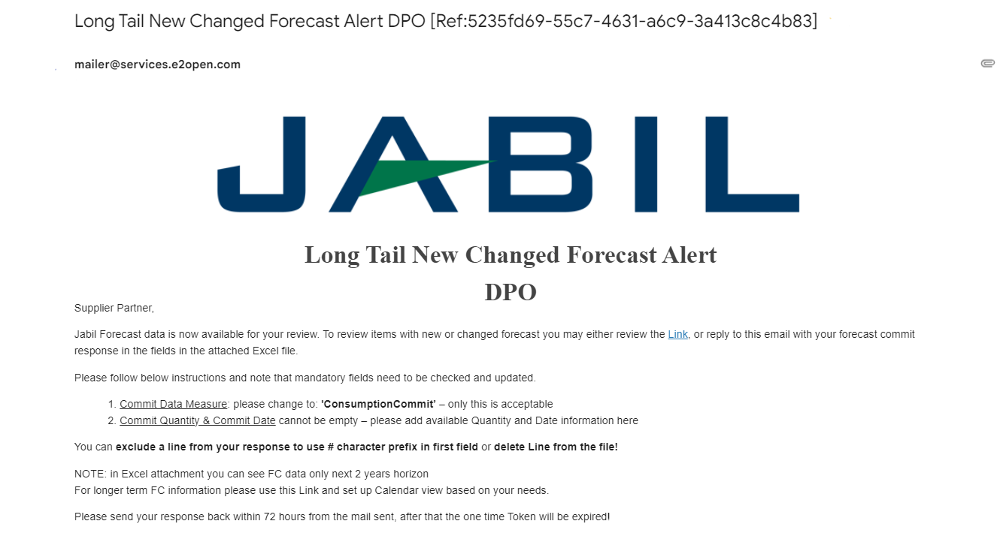 Long Tail New Changed Forecast Alert DPO [Ref:5235fd69-55c7-4631-a6c9-3a413c8c4b83]
mailer@services.e2open.com
JABIL
Long Tail New Changed Forecast Alert
DPO
Supplier Partner,
Jabil Forecast data is now available for your review. To review items with new or changed forecast you may either review the Link, or reply to this email with your forecast commit
response in the fields in the attached Excel file.
Please follow below instructions and note that mandatory fields need to be checked and updated.
1. Commit Data Measure: please change to: 'ConsumptionCommit’ – only this is acceptable
2. Commit Quantity & Commit Date cannot be empty – please add available Quantity and Date information here
You can exclude a line from your response to use # character prefix in first field or delete Line from the file!
NOTE: in Excel attachment you can see FC data only next 2 years horizon
For longer term FC information please use this Link and set up Calendar view based on your needs.
Please send your response back within 72 hours from the mail sent, after that the one time Token will be expired!